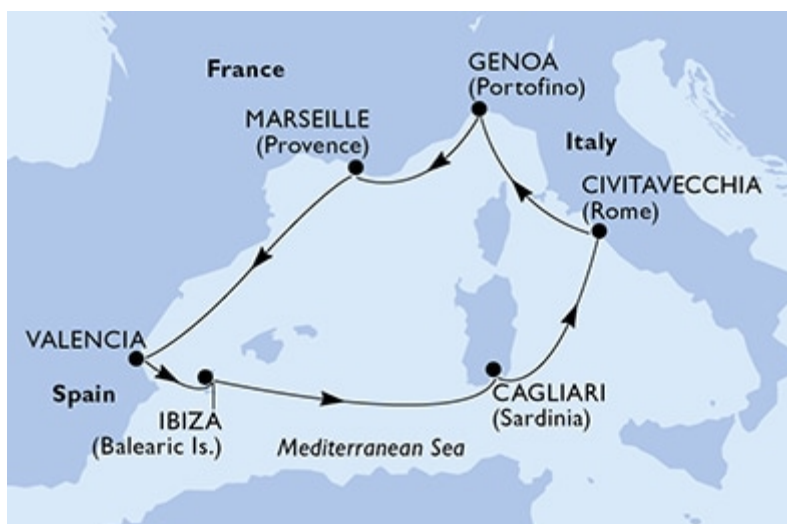 GENOA
(Portofino)
France
MARSEILLE
(Provence)
Italy
CIVITAVECCHIA
(Rome)
VALENCIA
Spain
IBIZA
(Balearic Is.)
CAGLIARI
(Sardinia)
Mediterranean Sea